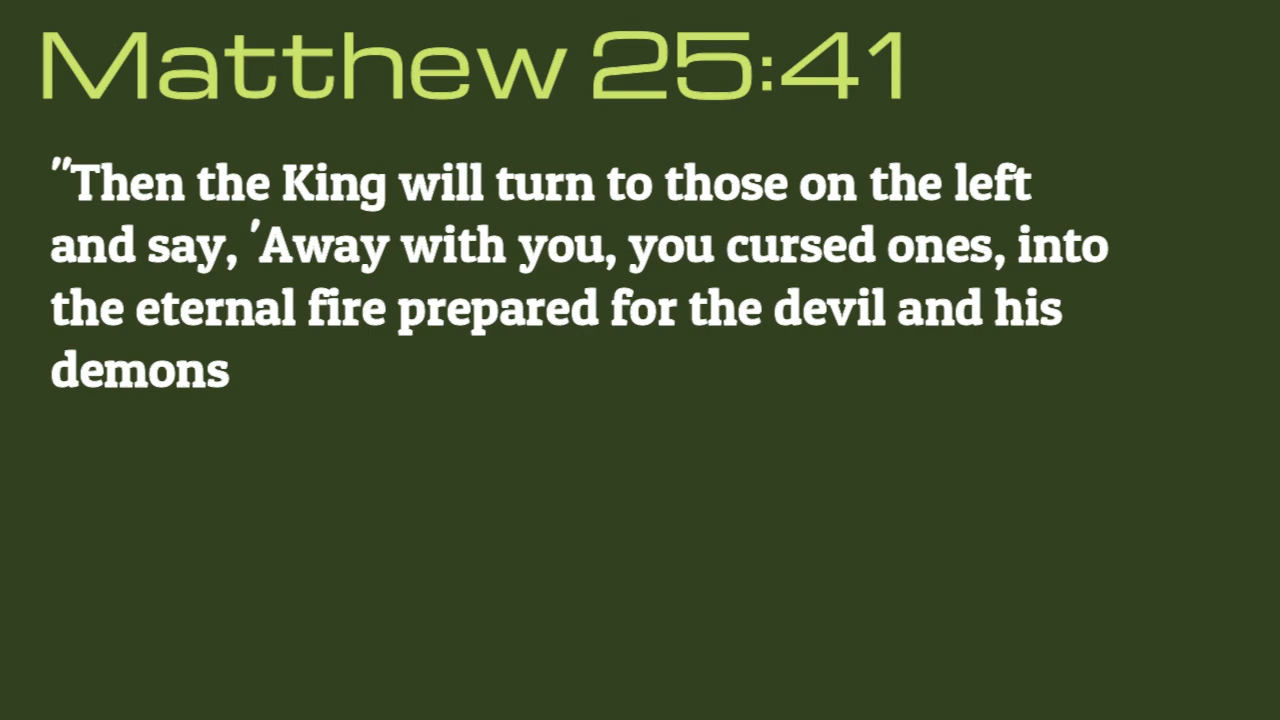 Matthew 25:41
"Then the King will turn to those on the left
and say, 'Away with you, you cursed ones, into
the eternal fire prepared for the devil and his
demons